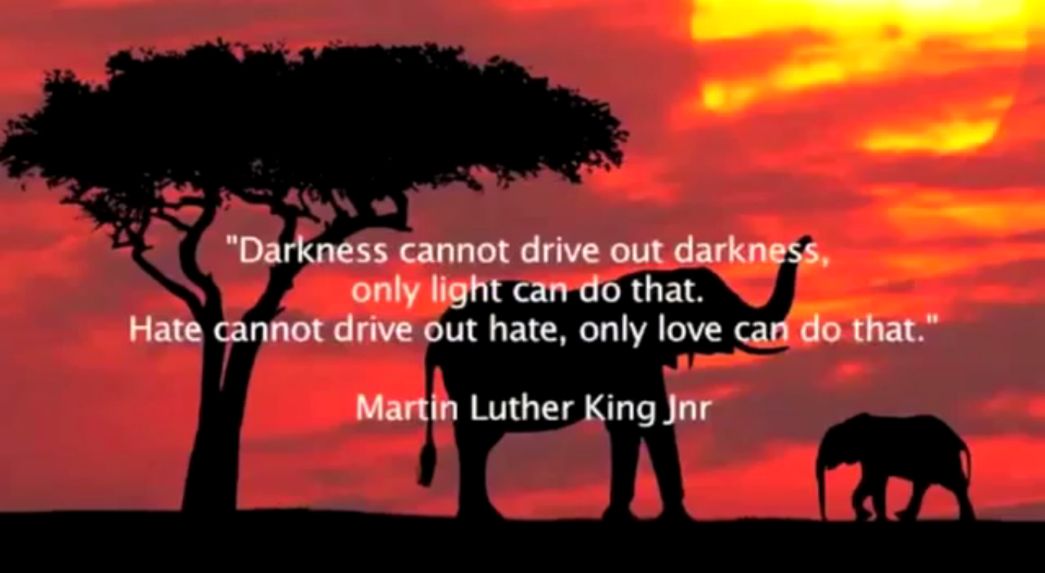 "Darkness cannot drive out darkness,
only light can do that.
Hate cannot drive out hate, only love can do that."
Martin Luther King Jnr